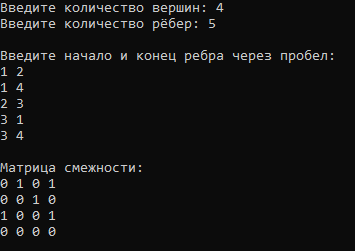 Введите количество вершин: 4
Введите количество рёбер: 5
Введите начало и конец ребра через пробел:
1 2
1 4
2 3
3 1
3 4
Матрица смежности:
0 1 0 1
0 0 1 0
1 0 0 1
0 0 0 0